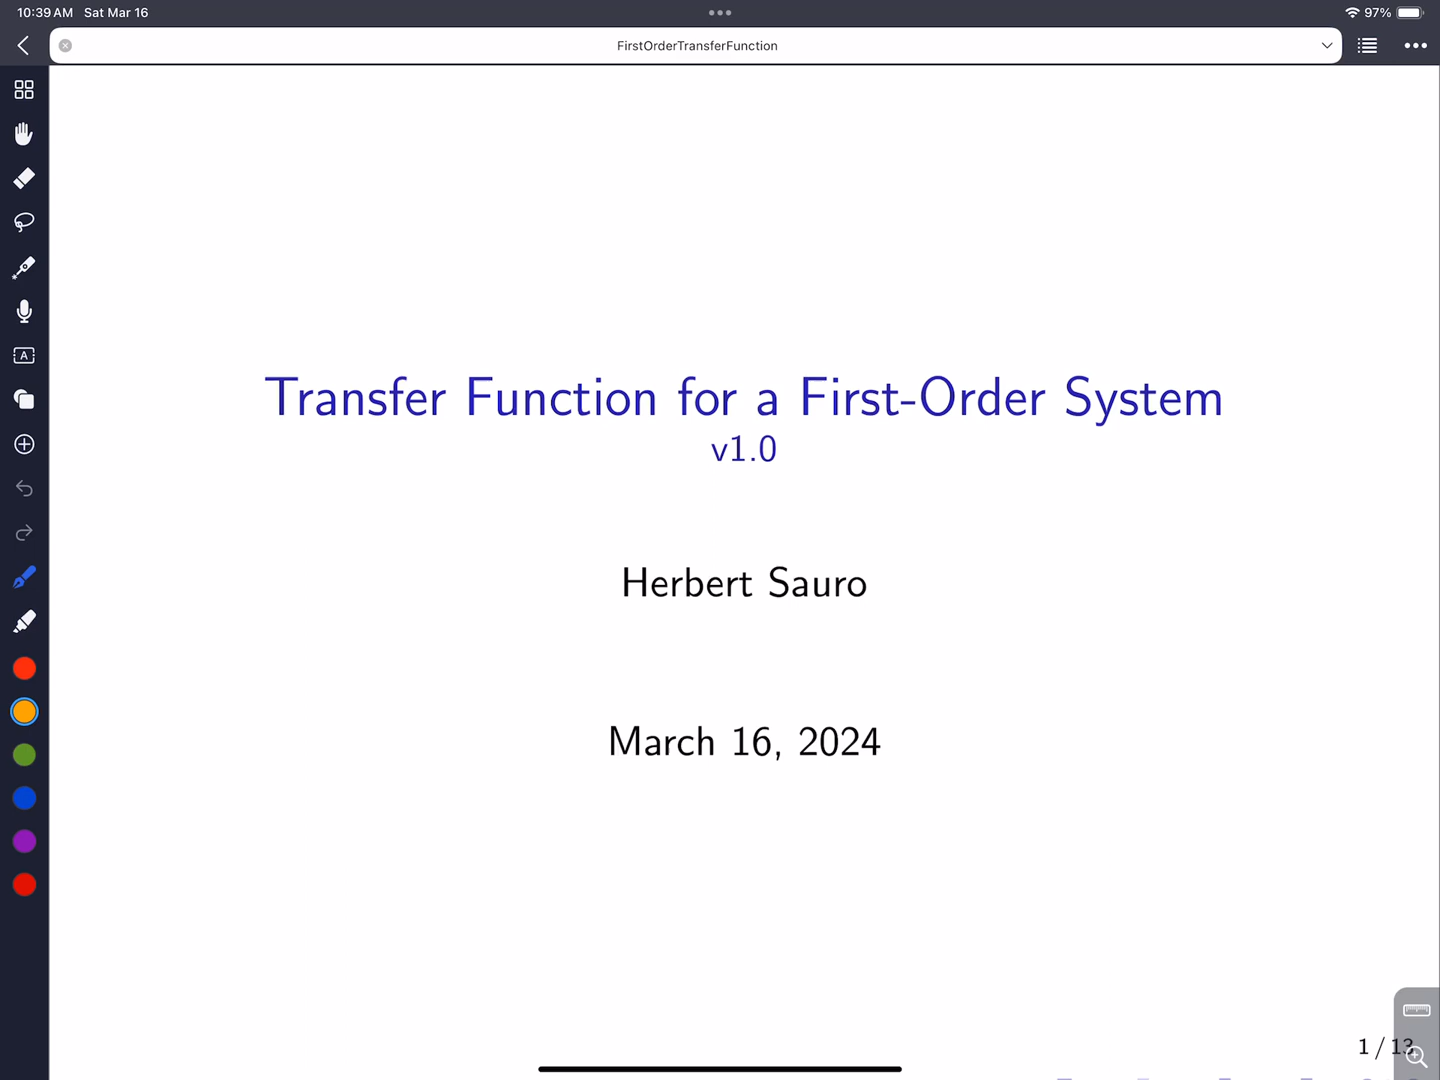 10:39 AM Sat Mar 16
97%
FirstOrderTransferFunction
A
Transfer Function for a First-Order System
v1.0
Herbert Sauro
March 16, 2024
1 / 13